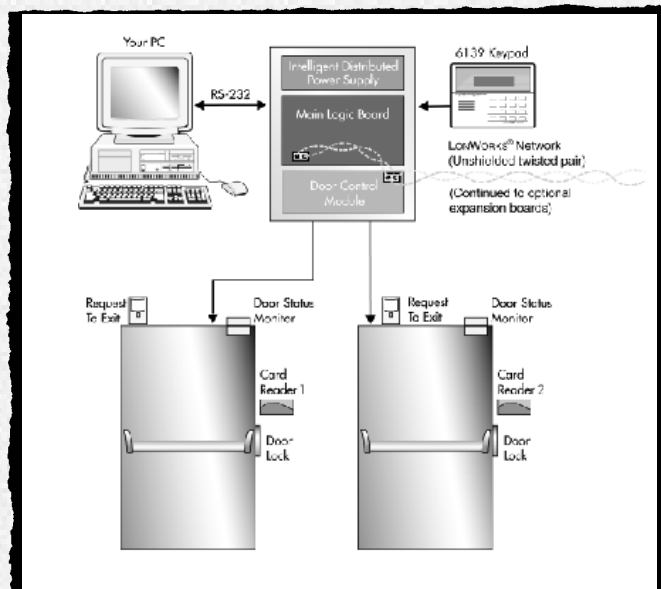 Your PC
RS-232
Intelligent Distributed
Power Supply
Main Logic Board
Door Control
Module
6139 Keypad
LONWORKS® Network
(Unshielded twisted pair)
(Continued to optional
expansion boards)
Request
To Exit
Door Status
Monitor
Card
Reader 1
Door
Lock
Request
To Exit
Door Status
Monitor
Card
Reader 2
Door
Lock